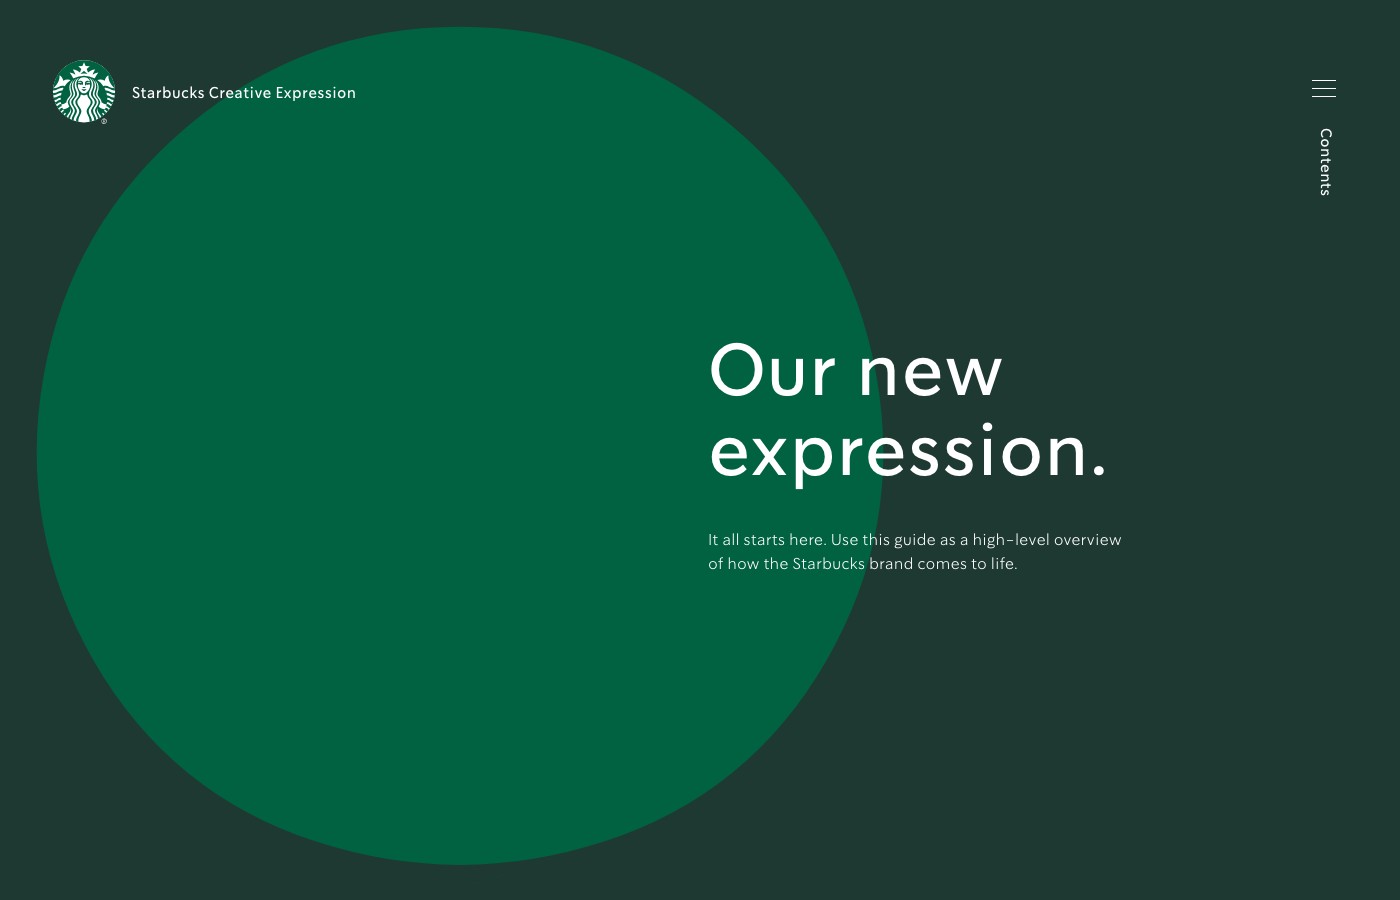 Starbucks Creative Expression
Contents
Our new
expression.
It all starts here. Use this guide as a high-level overview
of how the Starbucks brand comes to life.